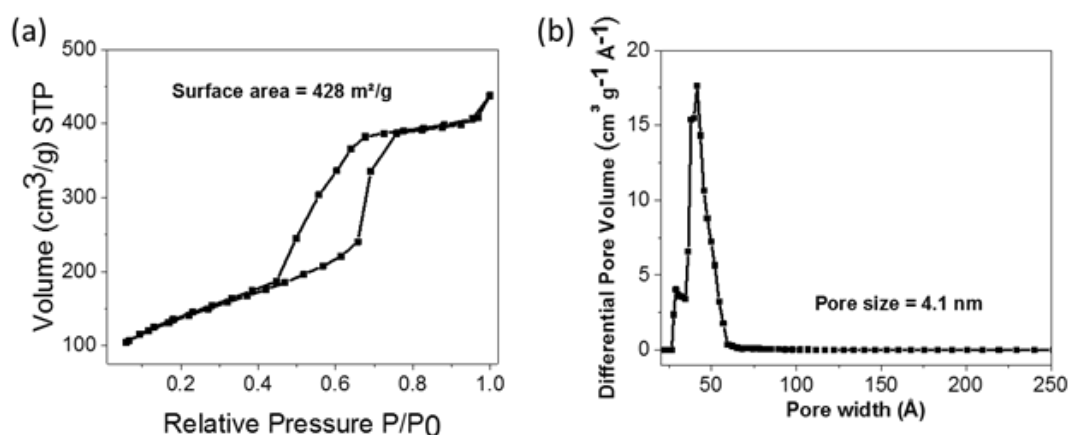 (a)
500
400
300
200
100
Volume (cm3/g) STP
Surface area = 428 m²/g
0.2 0.4 0.6 0.8 1.0
Relative Pressure P/P0
(b)
20
15
10
5
0
Differential Pore Volume (cm³ g-1 A-1)
Pore size = 4.1 nm
50 100 150 200 250
Pore width (Å)